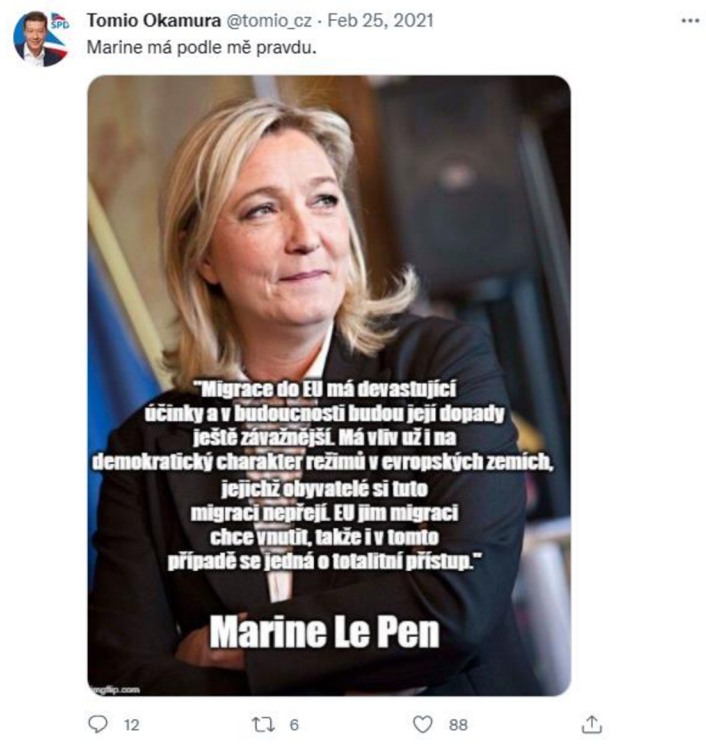 SPD
Tomio Okamura @tomio_cz · Feb 25, 2021
Marine má podle mě pravdu.
"Migrace do EU má devastující
účinky a v budoucnosti budou její dopady
ještě závažnější. Má vliv už i na
demokratický charakter režimů v evropských zemích,
jejichž obyvatelé si tuto
migraci nepřejí. EU jim migraci
chce vnutit, takže i v tomto
případě se jedná o totalitní přístup."
Marine Le Pen
imgflip.com
12 6 88